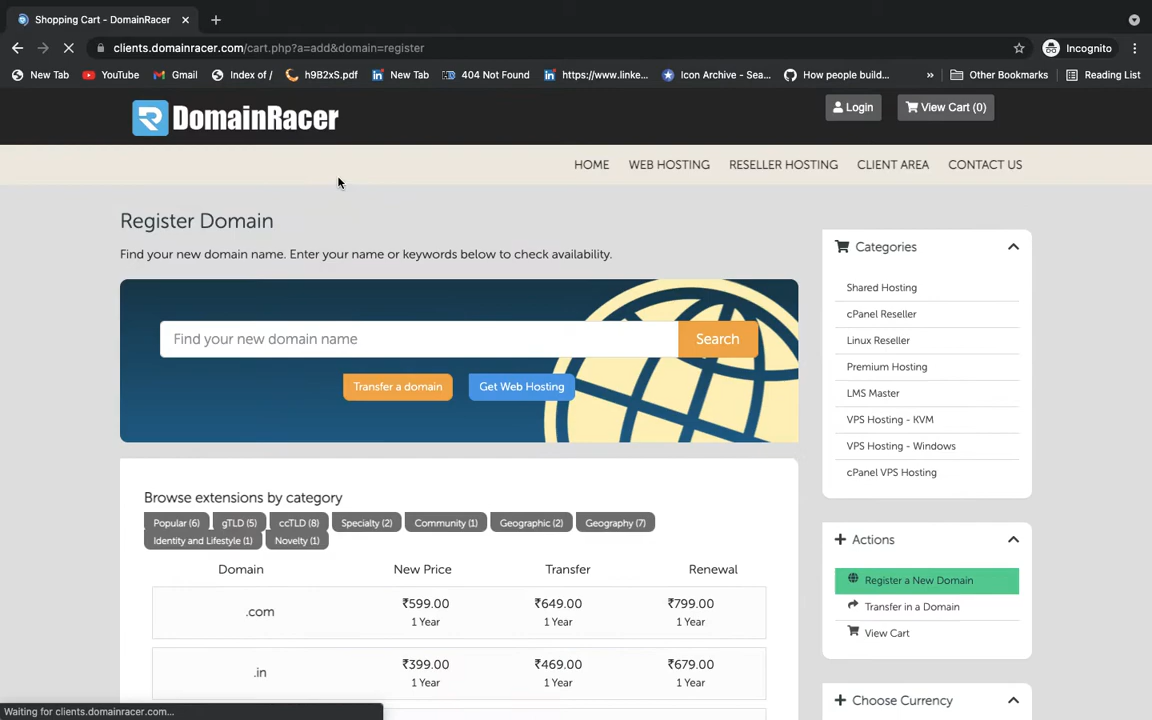 Shopping Cart - DomainRacer
clients.domainracer.com/cart.php?a=add&domain=register
Incognito
New Tab
YouTube
Gmail
Index of /
h9B2xS.pdf
New Tab
404 Not Found
https://www.linke...
Icon Archive - Sea...
How people build...
»
Other Bookmarks
Reading List
DomainRacer
Login
View Cart (0)
HOME
WEB HOSTING
RESELLER HOSTING
CLIENT AREA
CONTACT US
Register Domain
Find your new domain name. Enter your name or keywords below to check availability.
Find your new domain name
Search
Transfer a domain
Get Web Hosting
Browse extensions by category
Popular (6)
gTLD (5)
ccTLD (8)
Specialty (2)
Community (1)
Geographic (2)
Geography (7)
Identity and Lifestyle (1)
Novelty (1)
Domain
New Price
Transfer
Renewal
.com
₹599.00
1 Year
₹649.00
1 Year
₹799.00
1 Year
.in
₹399.00
1 Year
₹469.00
1 Year
₹679.00
1 Year
Categories
Shared Hosting
cPanel Reseller
Linux Reseller
Premium Hosting
LMS Master
VPS Hosting - KVM
VPS Hosting - Windows
cPanel VPS Hosting
Actions
Register a New Domain
Transfer in a Domain
View Cart
Choose Currency
Waiting for clients.domainracer.com...